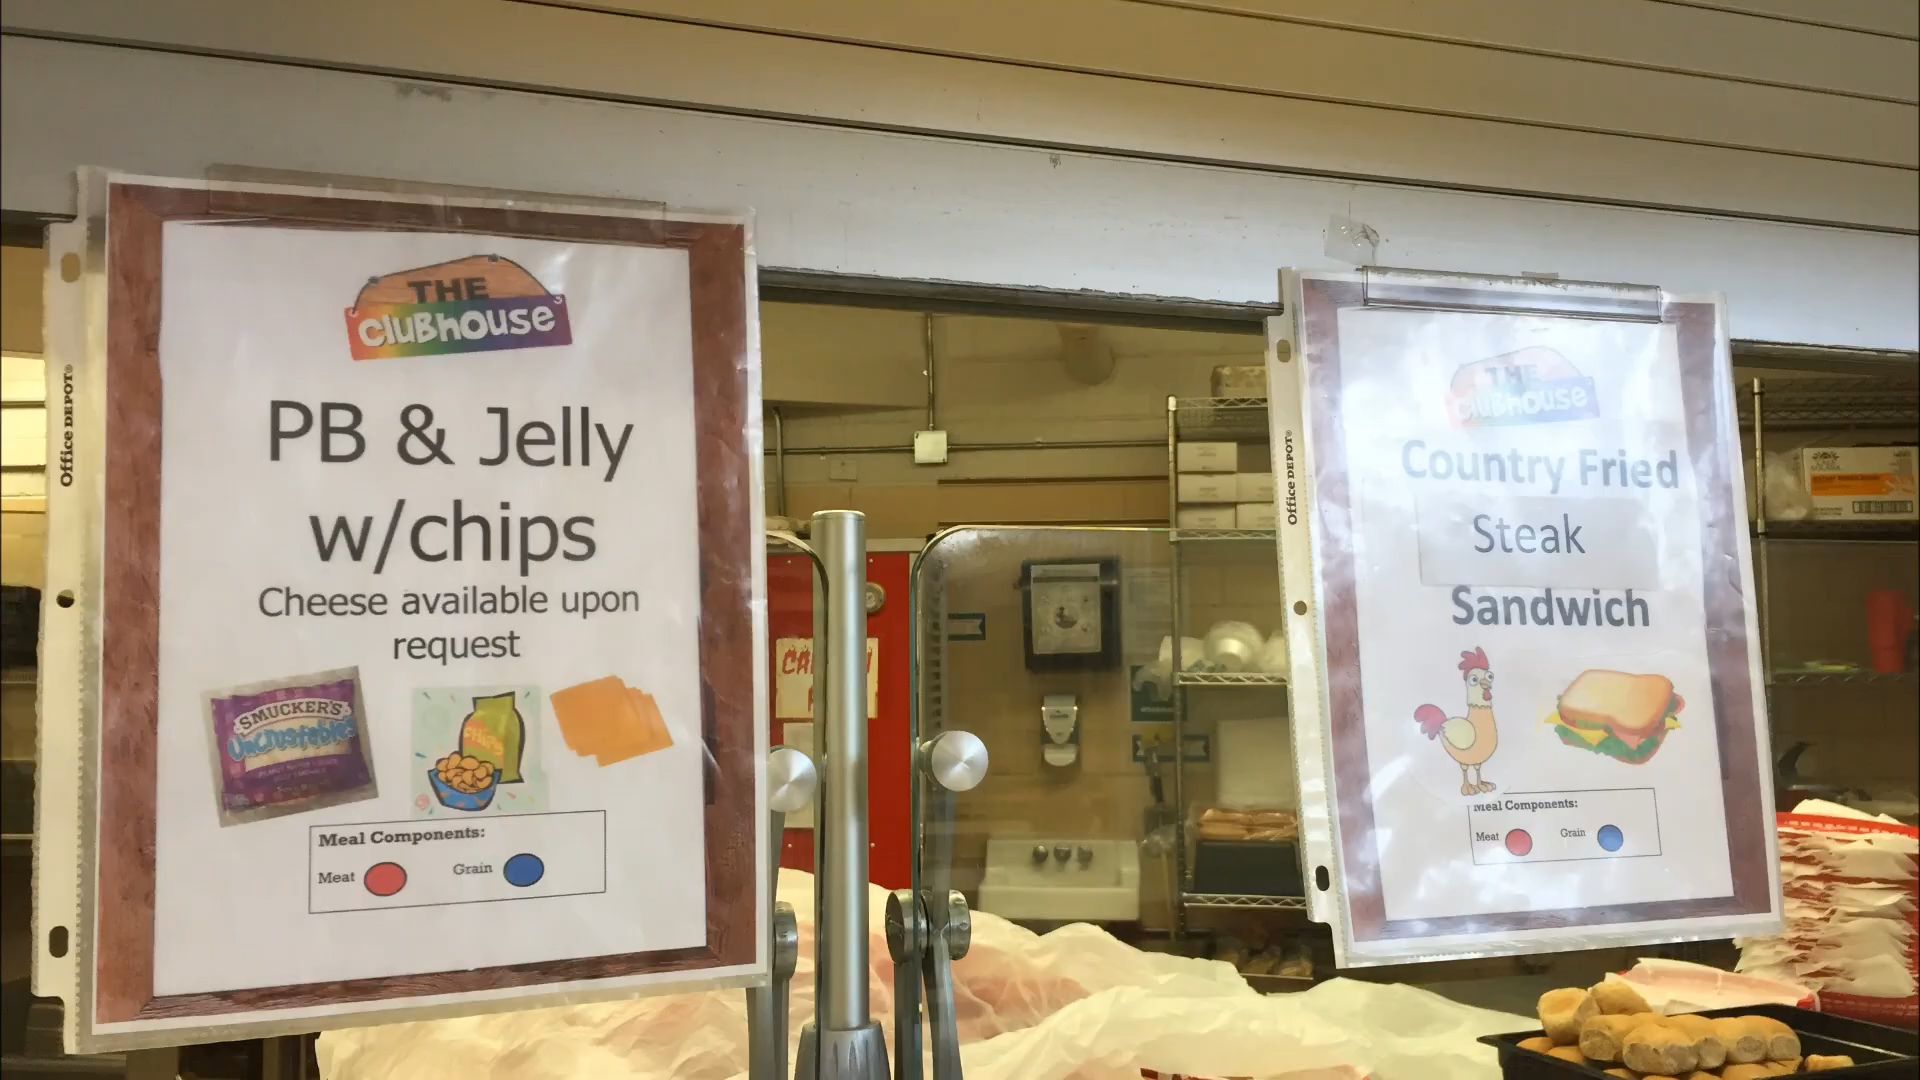 THE
CluBhouse
PB & Jelly
w/chips
Cheese available upon
request
SMUCKER'S
Uncrustables
CHIPS
Meal Components:
Meat
Grain
Office DEPOT®
THE
CluBhouse
Country Fried
Steak
Sandwich
Meal Components:
Meat
Grain
Office DEPOT®